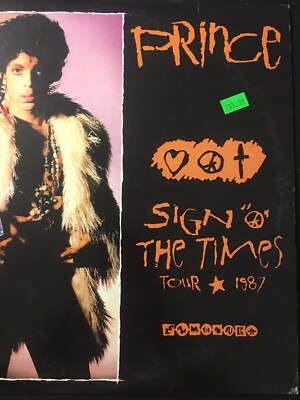 PRINCE
SIGN "☮"
THE TIMES
TOUR ★ 1987